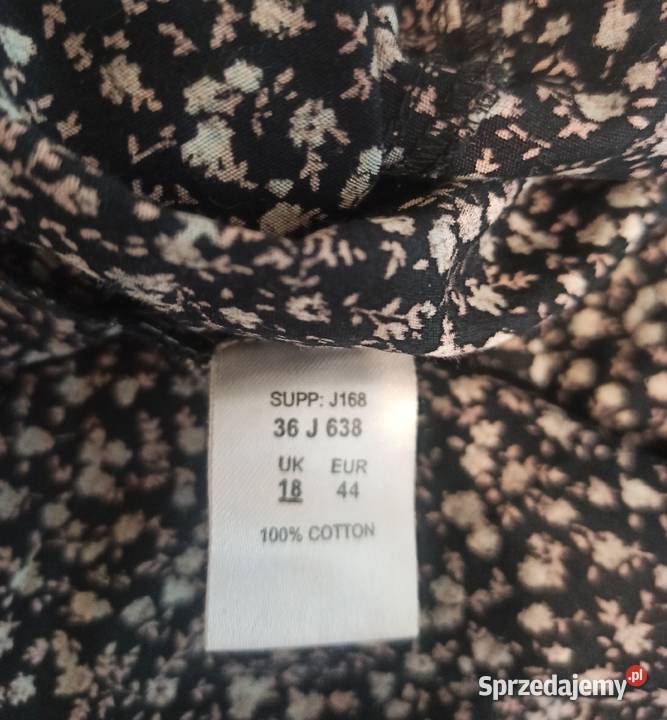 SUPP: J168
36 J 638
UK EUR
18 44
100% COTTON
Sprzedajemy.pl